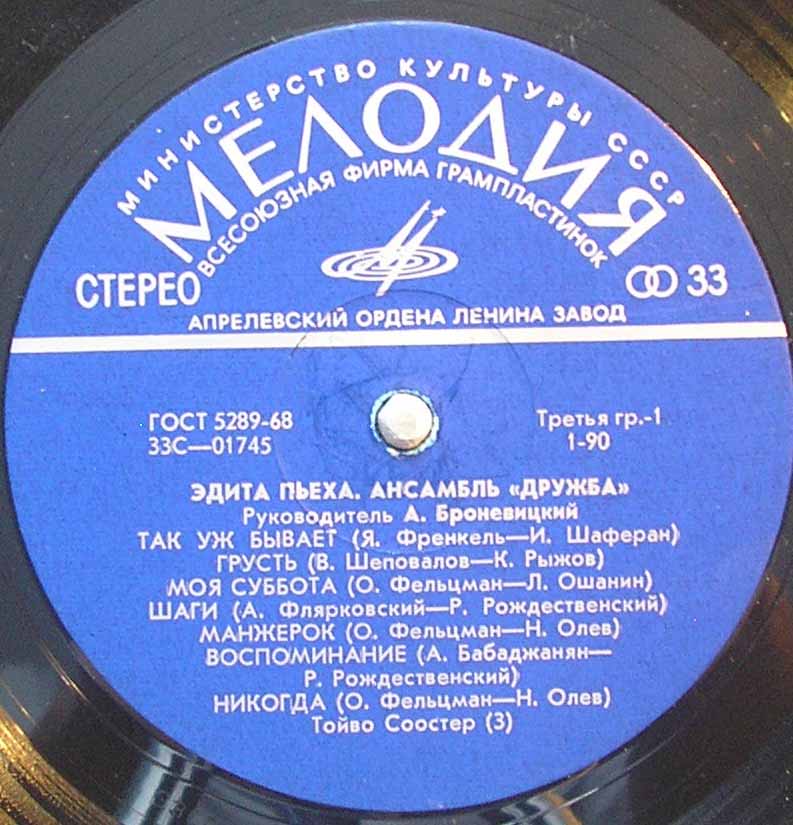 МИНИСТЕРСТВО КУЛЬТУРЫ СССР
МЕЛОДИЯ
ВСЕСОЮЗНАЯ ФИРМА ГРАМПЛАСТИНОК
СТЕРЕО
33
АПРЕЛЕВСКИЙ ОРДЕНА ЛЕНИНА ЗАВОД
ГОСТ 5289-68
33С—01745
Третья гр.-1
1-90
ЭДИТА ПЬЕХА. АНСАМБЛЬ «ДРУЖБА»
Руководитель А. Броневицкий
ТАК УЖ БЫВАЕТ (Я. Френкель—И. Шаферан)
ГРУСТЬ (В. Шеповалов—К. Рыжов)
МОЯ СУББОТА (О. Фельцман—Л. Ошанин)
ШАГИ (А. Флярковский—Р. Рождественский)
МАНЖЕРОК (О. Фельцман—Н. Олев)
ВОСПОМИНАНИЕ (А. Бабаджанян—
Р. Рождественский)
НИКОГДА (О. Фельцман—Н. Олев)
Тойво Соостер (3)